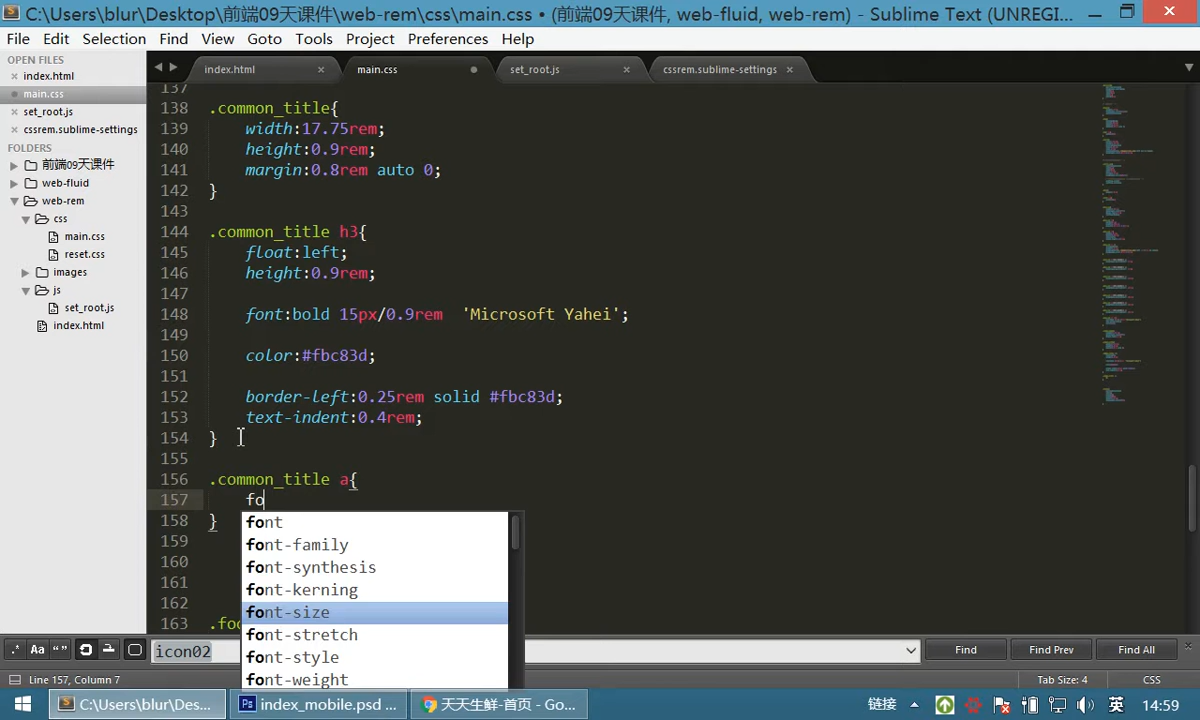 C:\Users\blur\Desktop\前端09天课件\web-rem\css\main.css • (前端09天课件, web-fluid, web-rem) - Sublime Text (UNREGI...
File Edit Selection Find View Goto Tools Project Preferences Help
OPEN FILES
index.html
main.css
set_root.js
cssrem.sublime-settings
FOLDERS
前端09天课件
web-fluid
web-rem
css
main.css
reset.css
images
js
set_root.js
index.html
index.html main.css set_root.js cssrem.sublime-settings
137
138 .common_title{
139 width:17.75rem;
140 height:0.9rem;
141 margin:0.8rem auto 0;
142 }
143
144 .common_title h3{
145 float:left;
146 height:0.9rem;
147
148 font:bold 15px/0.9rem 'Microsoft Yahei';
149
150 color:#fbc83d;
151
152 border-left:0.25rem solid #fbc83d;
153 text-indent:0.4rem;
154 }
155
156 .common_title a{
157 fo
158 }
159
160
161
162
163 .foo
font
font-family
font-synthesis
font-kerning
font-size
font-stretch
font-style
font-weight
.* Aa “” icon02 Find Find Prev Find All
Line 157, Column 7 Tab Size: 4 CSS
C:\Users\blur\Des... Ps index_mobile.psd ... 天天生鲜-首页 - Go... 链接 英 14:59